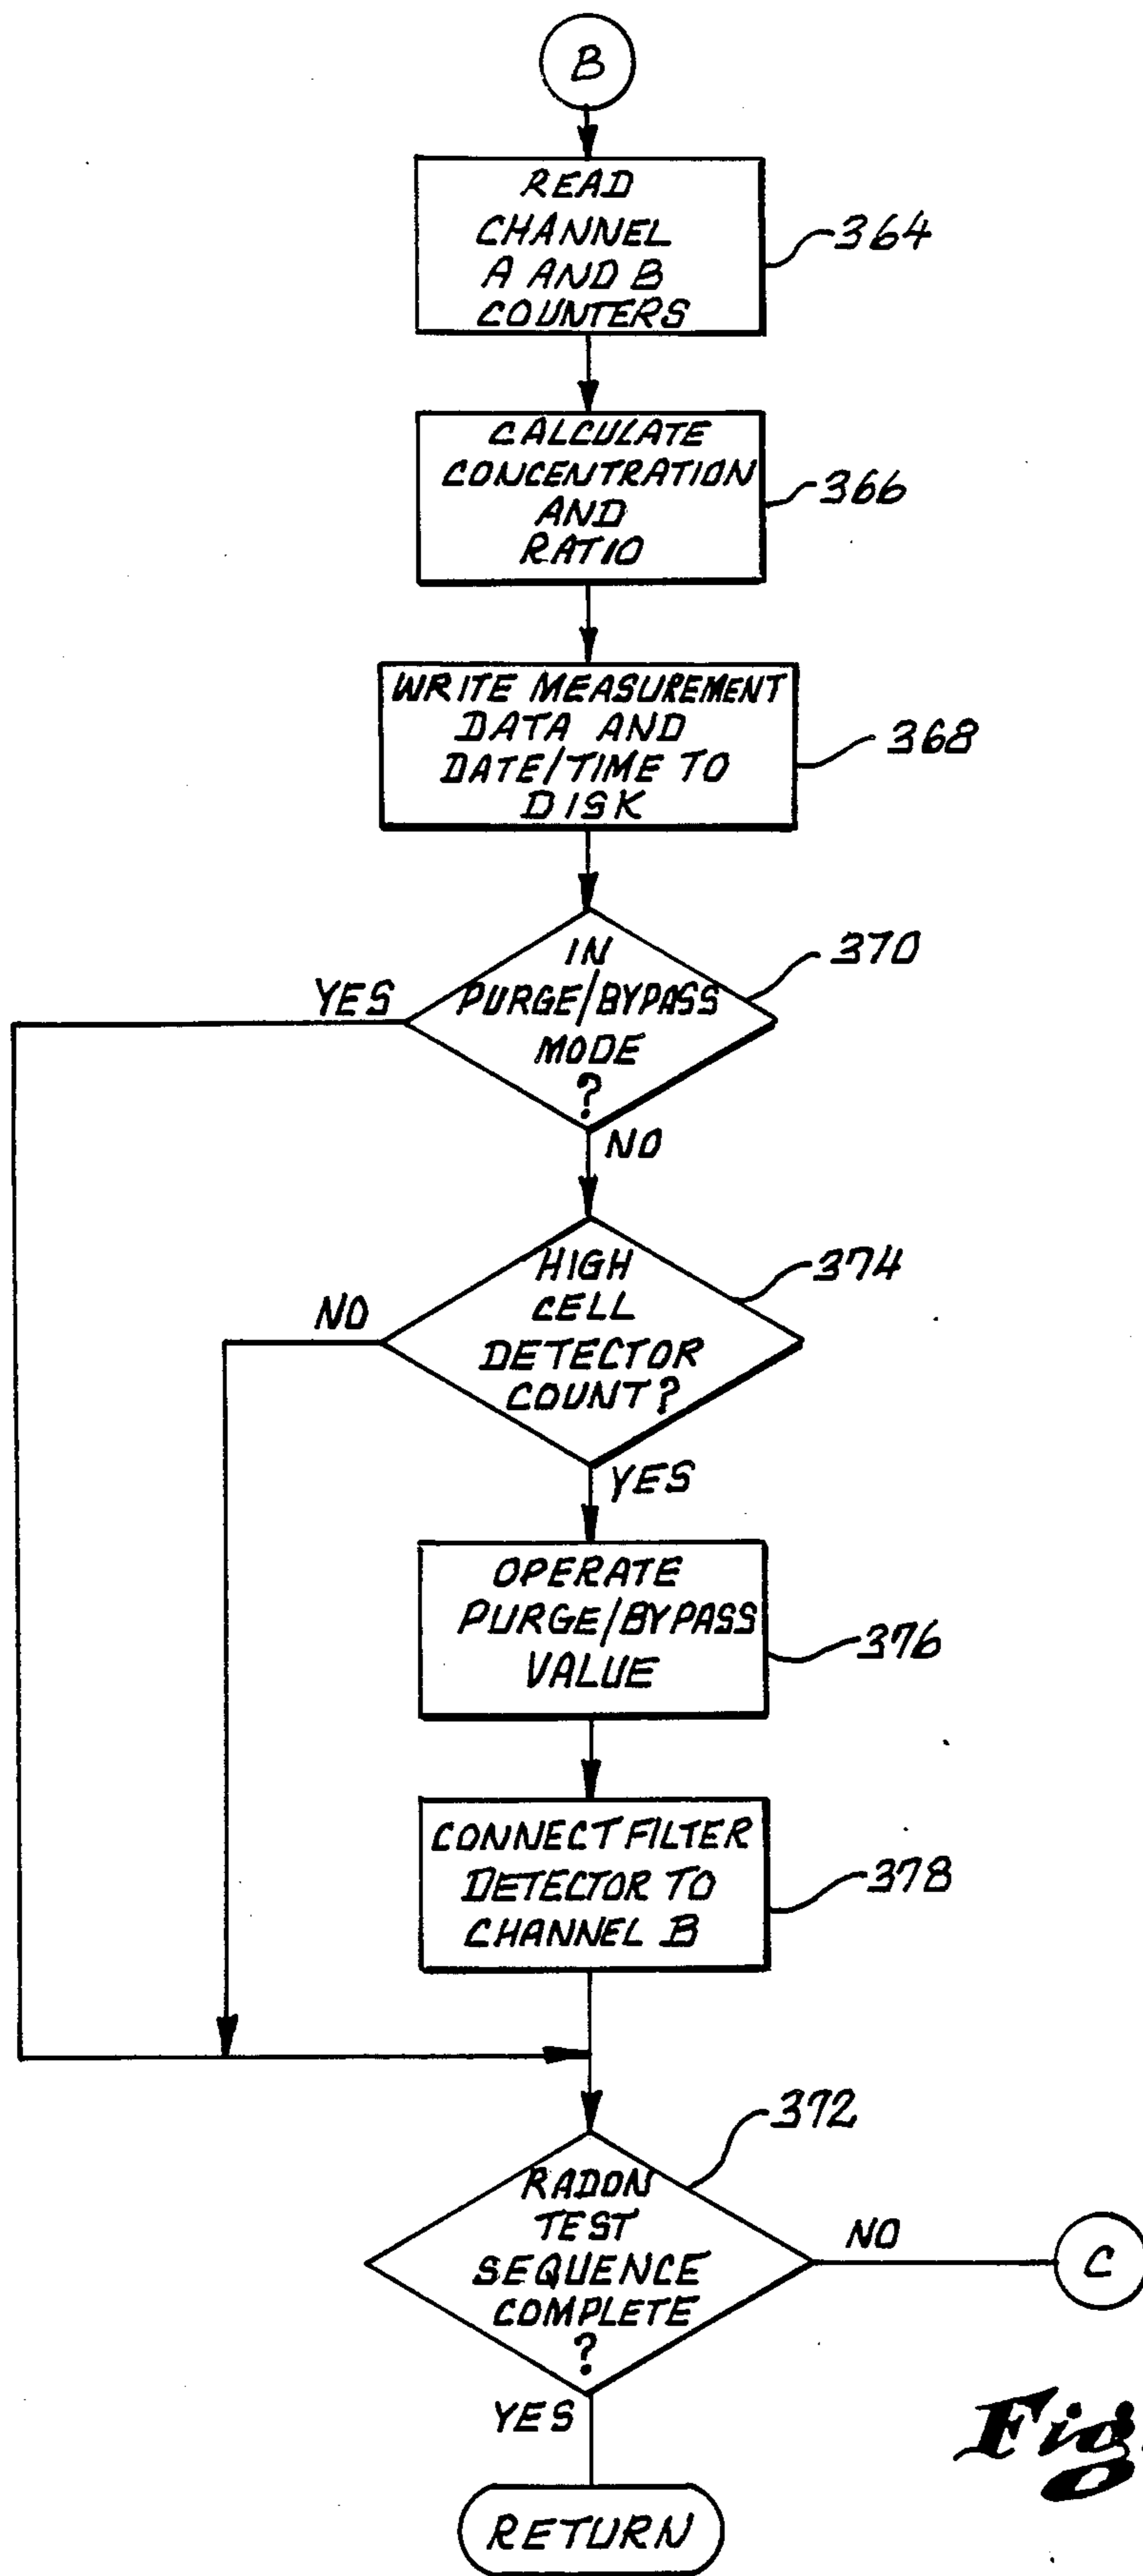 B
READ
CHANNEL
A AND B
COUNTERS
364
CALCULATE
CONCENTRATION
AND
RATIO
366
WRITE MEASUREMENT
DATA AND
DATE/TIME TO
DISK
368
IN
PURGE/BYPASS
MODE
?
370
YES
NO
HIGH
CELL
DETECTOR
COUNT?
374
NO
YES
OPERATE
PURGE/BYPASS
VALUE
376
CONNECT FILTER
DETECTOR TO
CHANNEL B
378
RADON
TEST
SEQUENCE
COMPLETE
?
372
NO
C
YES
Fig.
RETURN